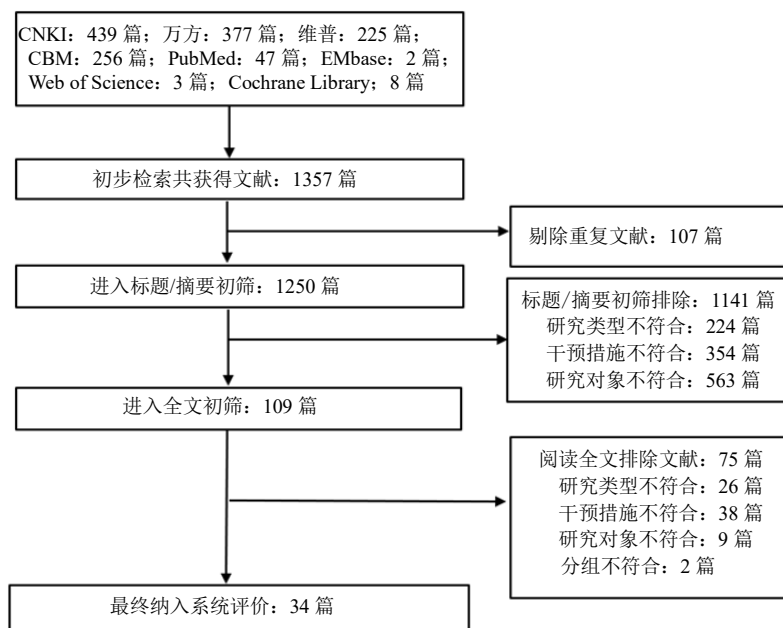 CNKI：439 篇；万方：377 篇；维普：225 篇；
CBM：256 篇；PubMed：47 篇；EMbase：2 篇；
Web of Science：3 篇；Cochrane Library；8 篇
初步检索共获得文献：1357 篇
剔除重复文献：107 篇
进入标题/摘要初筛：1250 篇
标题/摘要初筛排除：1141 篇
研究类型不符合：224 篇
干预措施不符合：354 篇
研究对象不符合：563 篇
进入全文初筛：109 篇
阅读全文排除文献：75 篇
研究类型不符合：26 篇
干预措施不符合：38 篇
研究对象不符合：9 篇
分组不符合：2 篇
最终纳入系统评价：34 篇